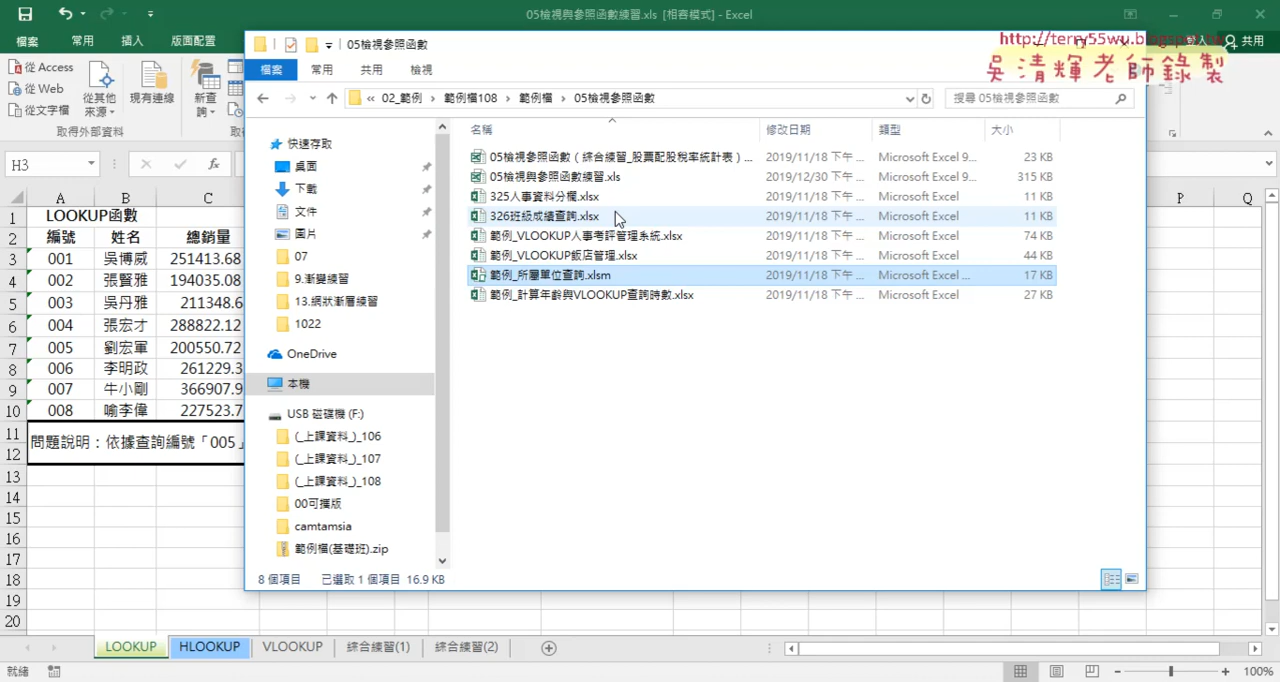 05檢視與參照函數練習.xls [相容模式] - Excel
檔案 常用 插入 版面配置
共用
http://terry55wu.blogspot.tw
吳清輝老師錄製
從 Access
從 Web
從文字檔
從其他
來源
現有連線
新查
詢
取得外部資料
H3
A B C P Q
1 LOOKUP函數
2 編號 姓名 總銷量
3 001 吳博威 251413.68
4 002 張賢雅 194035.08
5 003 吳丹雅 211348.6
6 004 張宏才 288822.12
7 005 劉宏軍 200550.72
8 006 李明政 261229.3
9 007 牛小剛 366907.9
10 008 喻李偉 227523.7
11 問題說明：依據查詢編號「005」
12
13
14
15
16
17
18
19
20
05檢視參照函數
檔案 常用 共用 檢視
« 02_範例 › 範例檔108 › 範例檔 › 05檢視參照函數
搜尋 05檢視參照函數
快速存取
桌面
下載
文件
圖片
07
9.漸變練習
13.網狀漸層練習
1022
OneDrive
本機
USB 磁碟機 (F:)
(_上課資料_)_106
(_上課資料_)_107
(_上課資料_)_108
00可攜版
camtamsia
範例檔(基礎班).zip
名稱 修改日期 類型 大小
05檢視參照函數（綜合練習_股票配股稅率統計表）... 2019/11/18 下午 ... Microsoft Excel 9... 23 KB
05檢視與參照函數練習.xls 2019/12/30 下午 ... Microsoft Excel 9... 315 KB
325人事資料分欄.xlsx 2019/11/18 下午 ... Microsoft Excel 11 KB
326班級成績查詢.xlsx 2019/11/18 下午 ... Microsoft Excel 11 KB
範例_VLOOKUP人事考評管理系統.xlsx 2019/11/18 下午 ... Microsoft Excel 74 KB
範例_VLOOKUP飯店管理.xlsx 2019/11/18 下午 ... Microsoft Excel 44 KB
範例_所屬單位查詢.xlsm 2019/11/18 下午 ... Microsoft Excel ... 17 KB
範例_計算年齡與VLOOKUP查詢時數.xlsx 2019/11/18 下午 ... Microsoft Excel 27 KB
8 個項目 已選取 1 個項目 16.9 KB
LOOKUP HLOOKUP VLOOKUP 綜合練習(1) 綜合練習(2)
就緒 100%